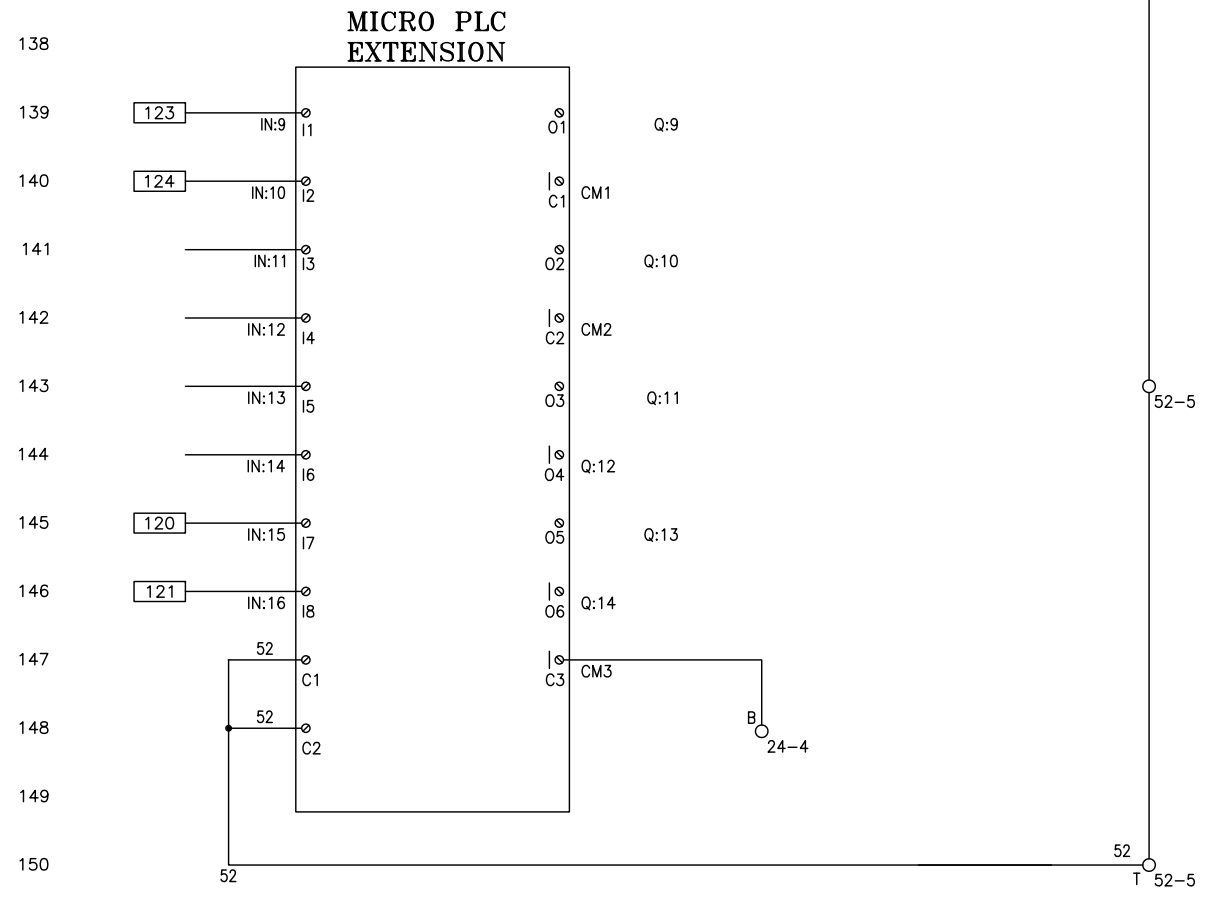 MICRO PLC
EXTENSION
138
139 123 IN:9 I1 O1 Q:9
140 124 IN:10 I2 C1 CM1
141 IN:11 I3 O2 Q:10
142 IN:12 I4 C2 CM2
143 IN:13 I5 O3 Q:11 52-5
144 IN:14 I6 O4 Q:12
145 120 IN:15 I7 O5 Q:13
146 121 IN:16 I8 O6 Q:14
147 52 C1 C3 CM3
148 52 C2 B 24-4
149
150 52 52 T 52-5